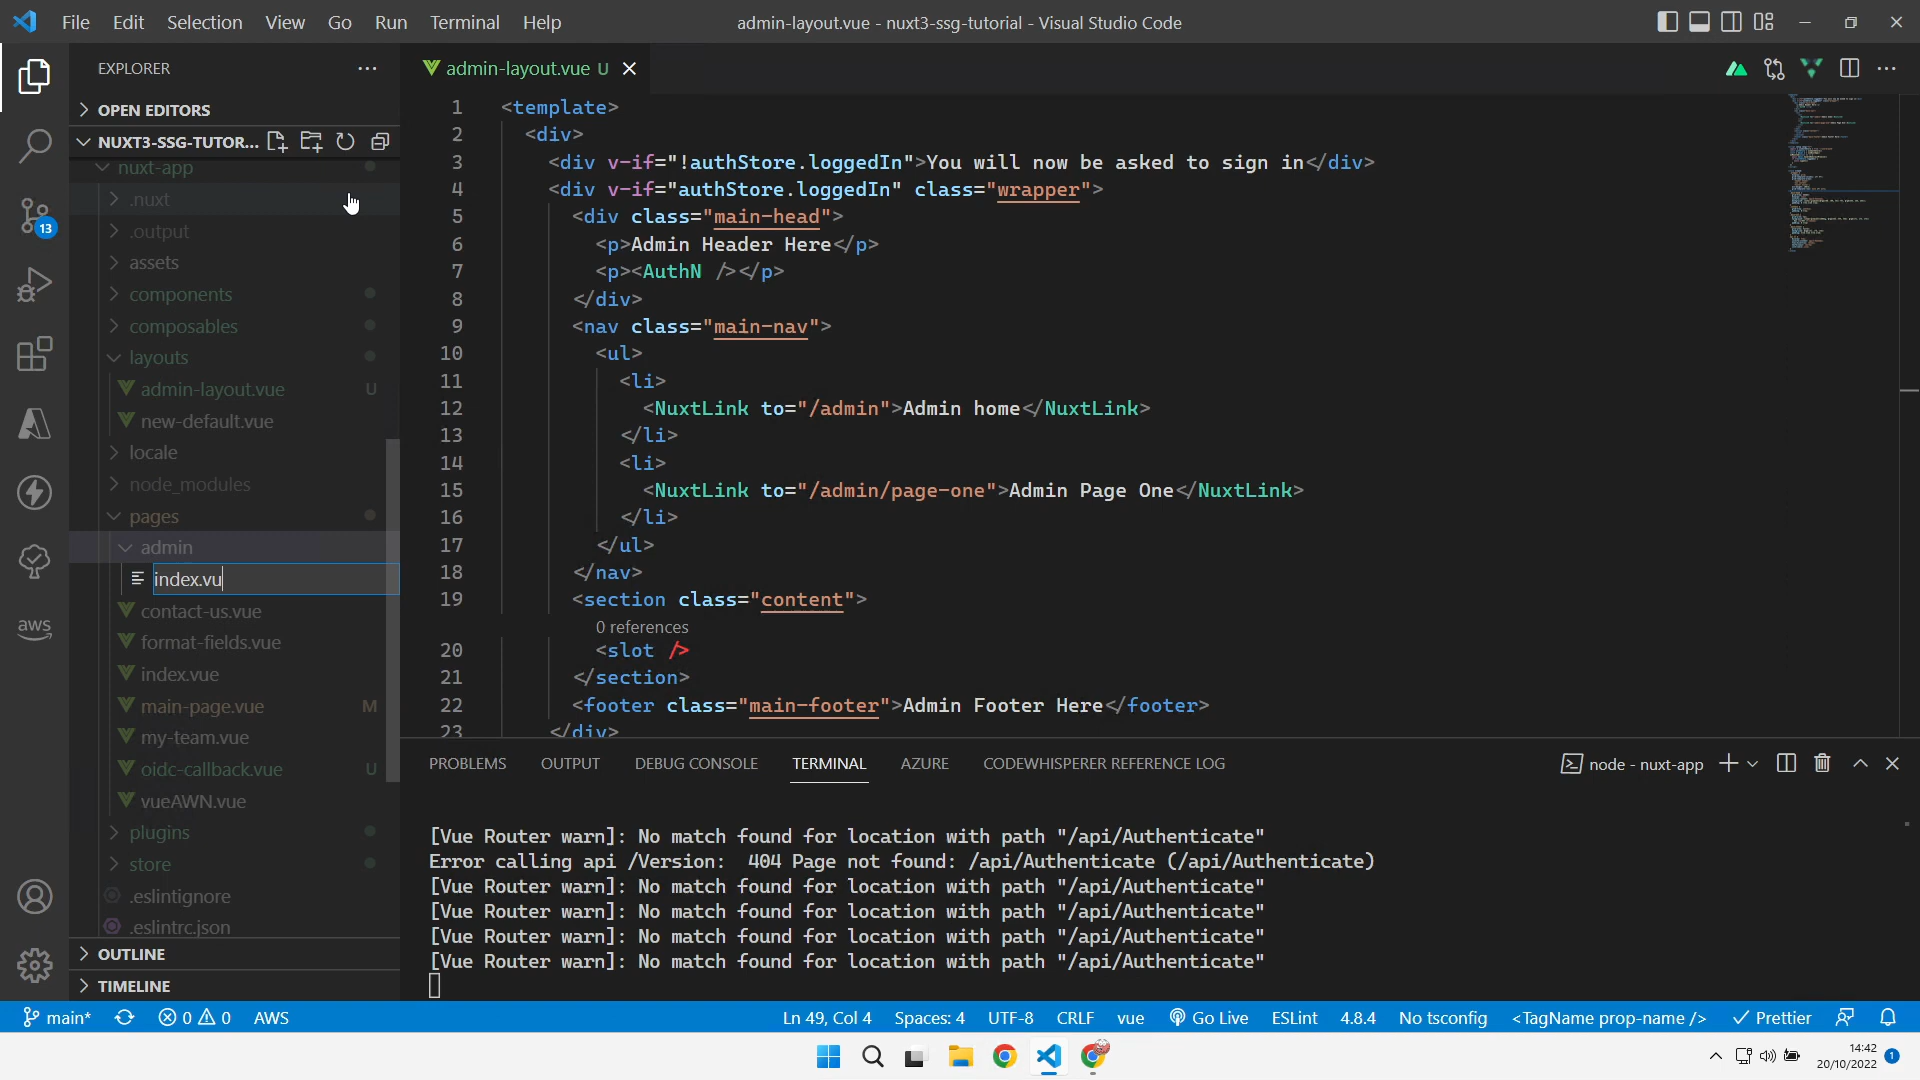 File Edit Selection View Go Run Terminal Help
admin-layout.vue - nuxt3-ssg-tutorial - Visual Studio Code
EXPLORER
OPEN EDITORS
NUXT3-SSG-TUTOR...
nuxt-app
.nuxt
.output
assets
components
composables
layouts
admin-layout.vue U
new-default.vue
locale
node_modules
pages
admin
index.vu
contact-us.vue
format-fields.vue
index.vue
main-page.vue M
my-team.vue
oidc-callback.vue U
vueAWN.vue
plugins
store
.eslintignore
.eslintrc.json
OUTLINE
TIMELINE
13
aws
admin-layout.vue U
1 <template>
2 <div>
3 <div v-if="!authStore.loggedIn">You will now be asked to sign in</div>
4 <div v-if="authStore.loggedIn" class="wrapper">
5 <div class="main-head">
6 <p>Admin Header Here</p>
7 <p><AuthN /></p>
8 </div>
9 <nav class="main-nav">
10 <ul>
11 <li>
12 <NuxtLink to="/admin">Admin home</NuxtLink>
13 </li>
14 <li>
15 <NuxtLink to="/admin/page-one">Admin Page One</NuxtLink>
16 </li>
17 </ul>
18 </nav>
19 <section class="content">
0 references
20 <slot />
21 </section>
22 <footer class="main-footer">Admin Footer Here</footer>
23 </div>
PROBLEMS OUTPUT DEBUG CONSOLE TERMINAL AZURE CODEWHISPERER REFERENCE LOG
node - nuxt-app
[Vue Router warn]: No match found for location with path "/api/Authenticate"
Error calling api /Version:  404 Page not found: /api/Authenticate (/api/Authenticate)
[Vue Router warn]: No match found for location with path "/api/Authenticate"
[Vue Router warn]: No match found for location with path "/api/Authenticate"
[Vue Router warn]: No match found for location with path "/api/Authenticate"
[Vue Router warn]: No match found for location with path "/api/Authenticate"
main* 0 0 AWS
Ln 49, Col 4 Spaces: 4 UTF-8 CRLF vue Go Live ESLint 4.8.4 No tsconfig <TagName prop-name /> Prettier
14:42
20/10/2022
1